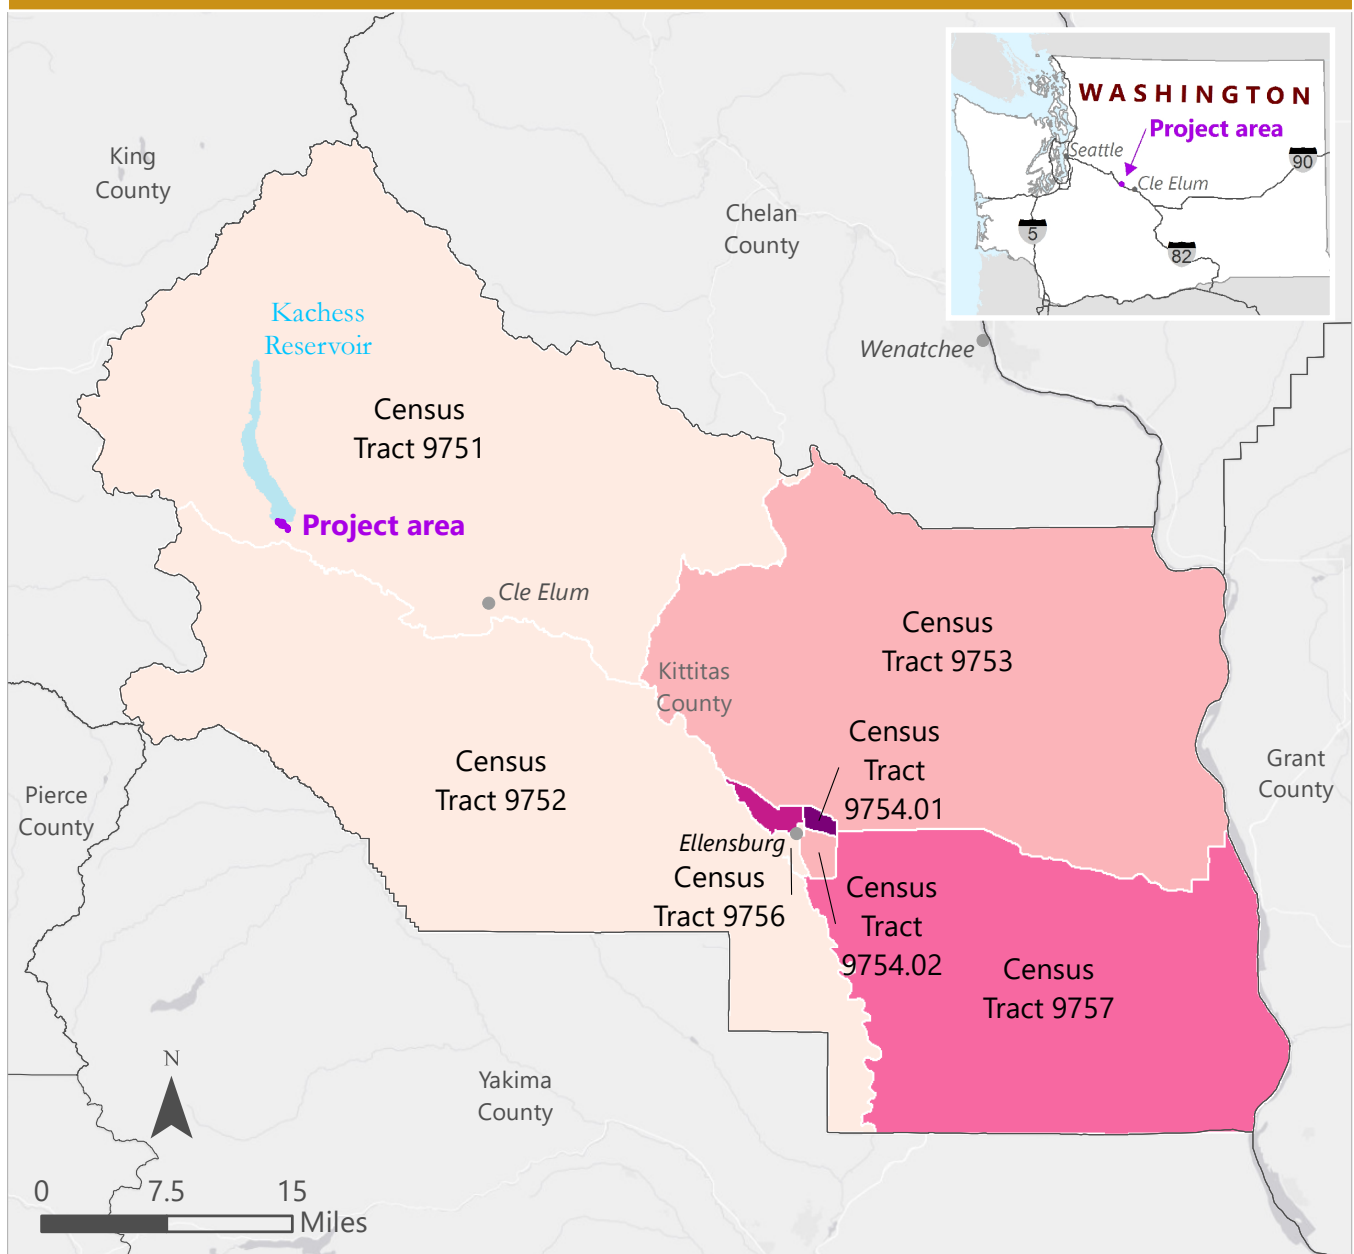 WASHINGTON
Project area
Seattle
Cle Elum
90
5
82
King
County
Chelan
County
Wenatchee
Kachess
Reservoir
Census
Tract 9751
Project area
Cle Elum
Census
Tract 9753
Kittitas
County
Census
Tract
9754.01
Census
Tract 9752
Grant
County
Pierce
County
Ellensburg
Census
Tract 9756
Census
Tract
9754.02
Census
Tract 9757
N
Yakima
County
0 7.5 15
Miles